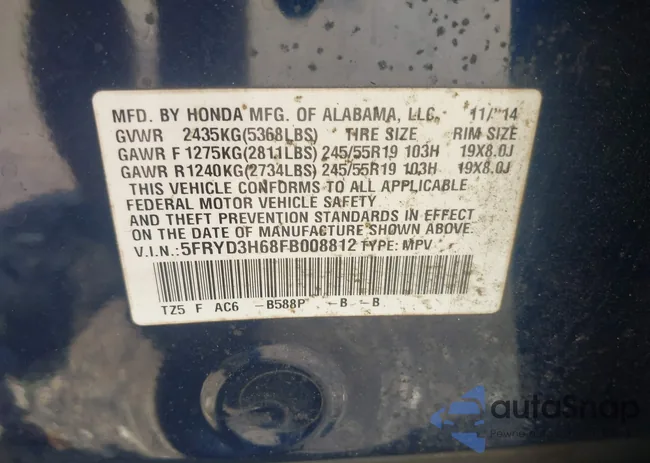 MFD. BY HONDA MFG. OF ALABAMA, LLC. 11/14
GVWR 2435KG(5368LBS) TIRE SIZE RIM SIZE
GAWR F 1275KG(2811LBS) 245/55R19 103H 19X8.0J
GAWR R1240KG(2734LBS) 245/55R19 103H 19X8.0J
THIS VEHICLE CONFORMS TO ALL APPLICABLE
FEDERAL MOTOR VEHICLE SAFETY
AND THEFT PREVENTION STANDARDS IN EFFECT
ON THE DATE OF MANUFACTURE SHOWN ABOVE.
V.I.N.:5FRYD3H68FB008812 TYPE: MPV
TZ5 F AC6 -B588P -B -B
autoSnap